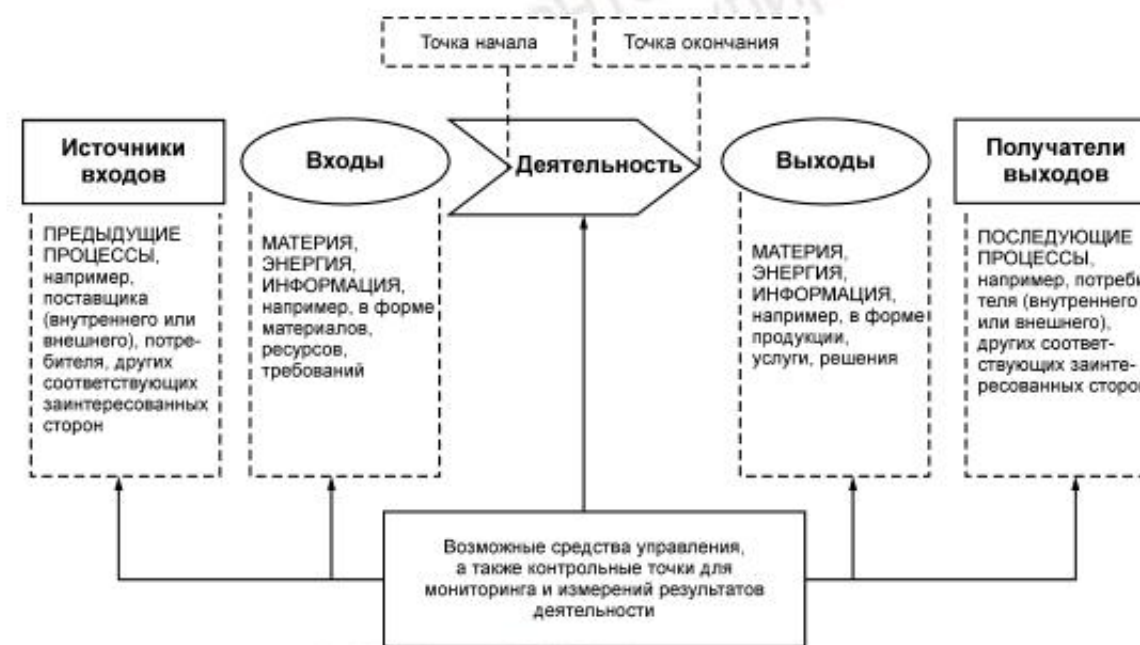 Точка начала
Точка окончания
Источники
входов
Входы
Деятельность
Выходы
Получатели
выходов
ПРЕДЫДУЩИЕ
ПРОЦЕССЫ,
например,
поставщика
(внутреннего или
внешнего), потре-
бителя, других
соответствующих
заинтересованных
сторон
МАТЕРИЯ,
ЭНЕРГИЯ,
ИНФОРМАЦИЯ,
например, в форме
материалов,
ресурсов,
требований
МАТЕРИЯ,
ЭНЕРГИЯ,
ИНФОРМАЦИЯ,
например, в форме
продукции,
услуги, решения
ПОСЛЕДУЮЩИЕ
ПРОЦЕССЫ,
например, потреби
теля (внутреннего
или внешнего),
других соответ-
ствующих заинте-
ресованных сторон
Возможные средства управления,
а также контрольные точки для
мониторинга и измерений результатов
деятельности